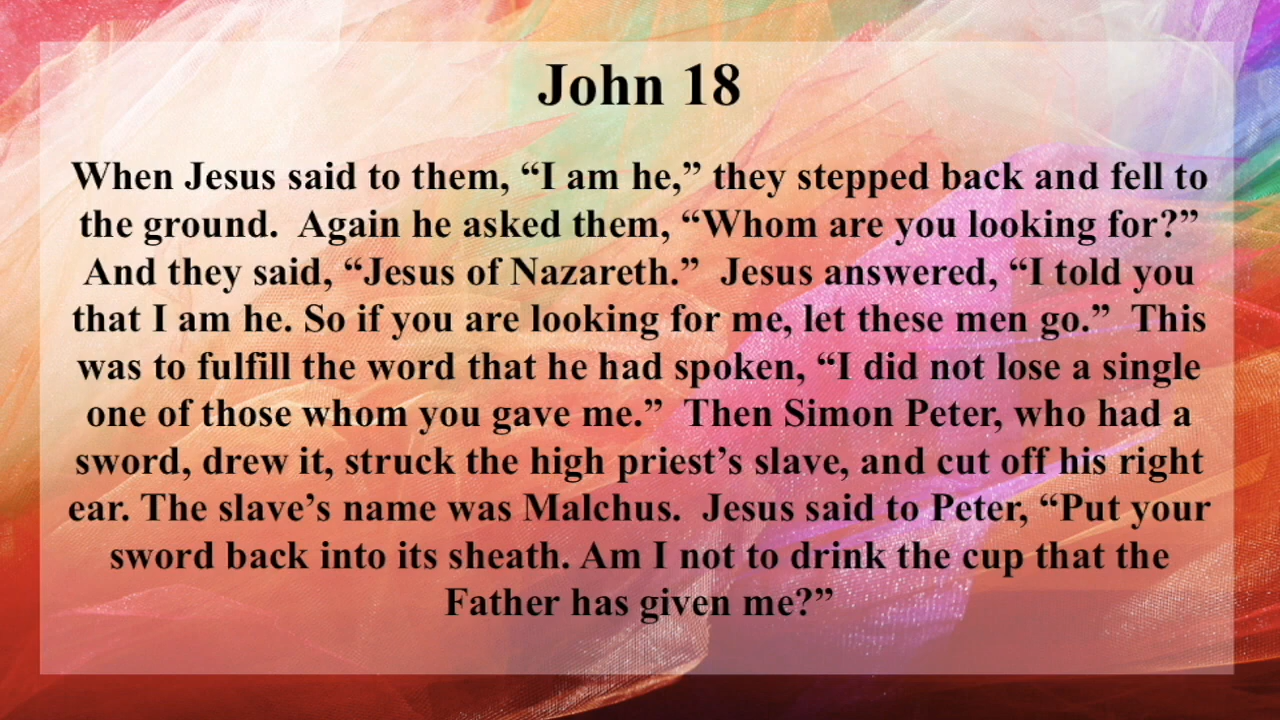 John 18
When Jesus said to them, “I am he,” they stepped back and fell to
the ground.  Again he asked them, “Whom are you looking for?”
And they said, “Jesus of Nazareth.”  Jesus answered, “I told you
that I am he. So if you are looking for me, let these men go.”  This
was to fulfill the word that he had spoken, “I did not lose a single
one of those whom you gave me.”  Then Simon Peter, who had a
sword, drew it, struck the high priest’s slave, and cut off his right
ear. The slave’s name was Malchus.  Jesus said to Peter, “Put your
sword back into its sheath. Am I not to drink the cup that the
Father has given me?”